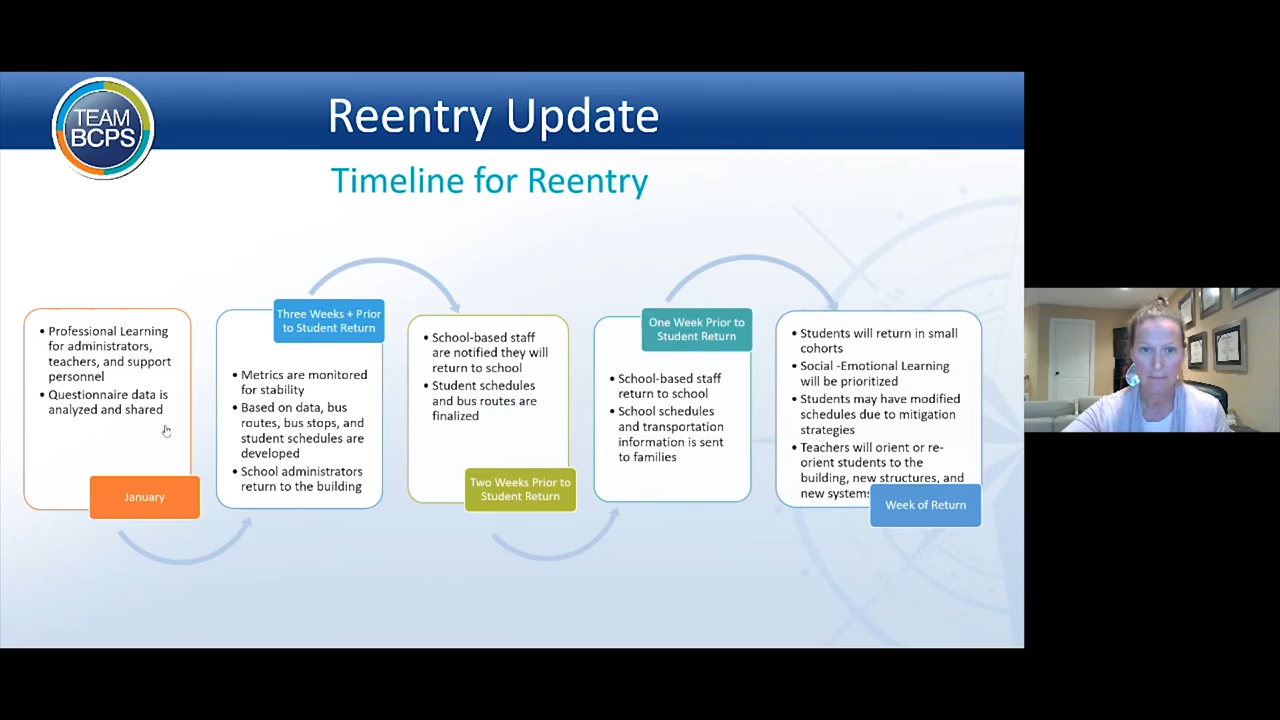 TEAM
BCPS
Reentry Update
Timeline for Reentry
• Professional Learning
for administrators,
teachers, and support
personnel
• Questionnaire data is
analyzed and shared
January
Three Weeks + Prior
to Student Return
• Metrics are monitored
for stability
• Based on data, bus
routes, bus stops, and
student schedules are
developed
• School administrators
return to the building
• School-based staff
are notified they will
return to school
• Student schedules
and bus routes are
finalized
Two Weeks Prior to
Student Return
One Week Prior to
Student Return
• School-based staff
return to school
• School schedules
and transportation
information is sent
to families
• Students will return in small
cohorts
• Social -Emotional Learning
will be prioritized
• Students may have modified
schedules due to mitigation
strategies
• Teachers will orient or re-
orient students to the
building, new structures, and
new systems
Week of Return